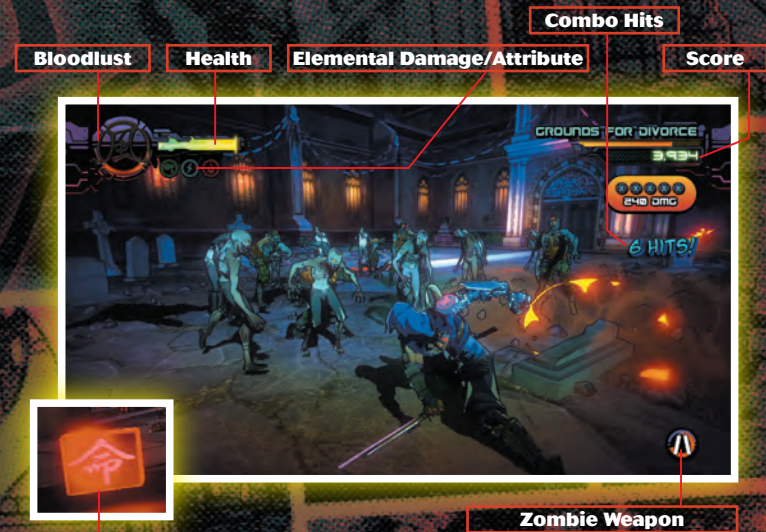 Combo Hits
Bloodlust
Health
Elemental Damage/Attribute
Score
GROUNDS FOR DIVORCE
3,934
240 DMG
6 HITS!
命
Zombie Weapon